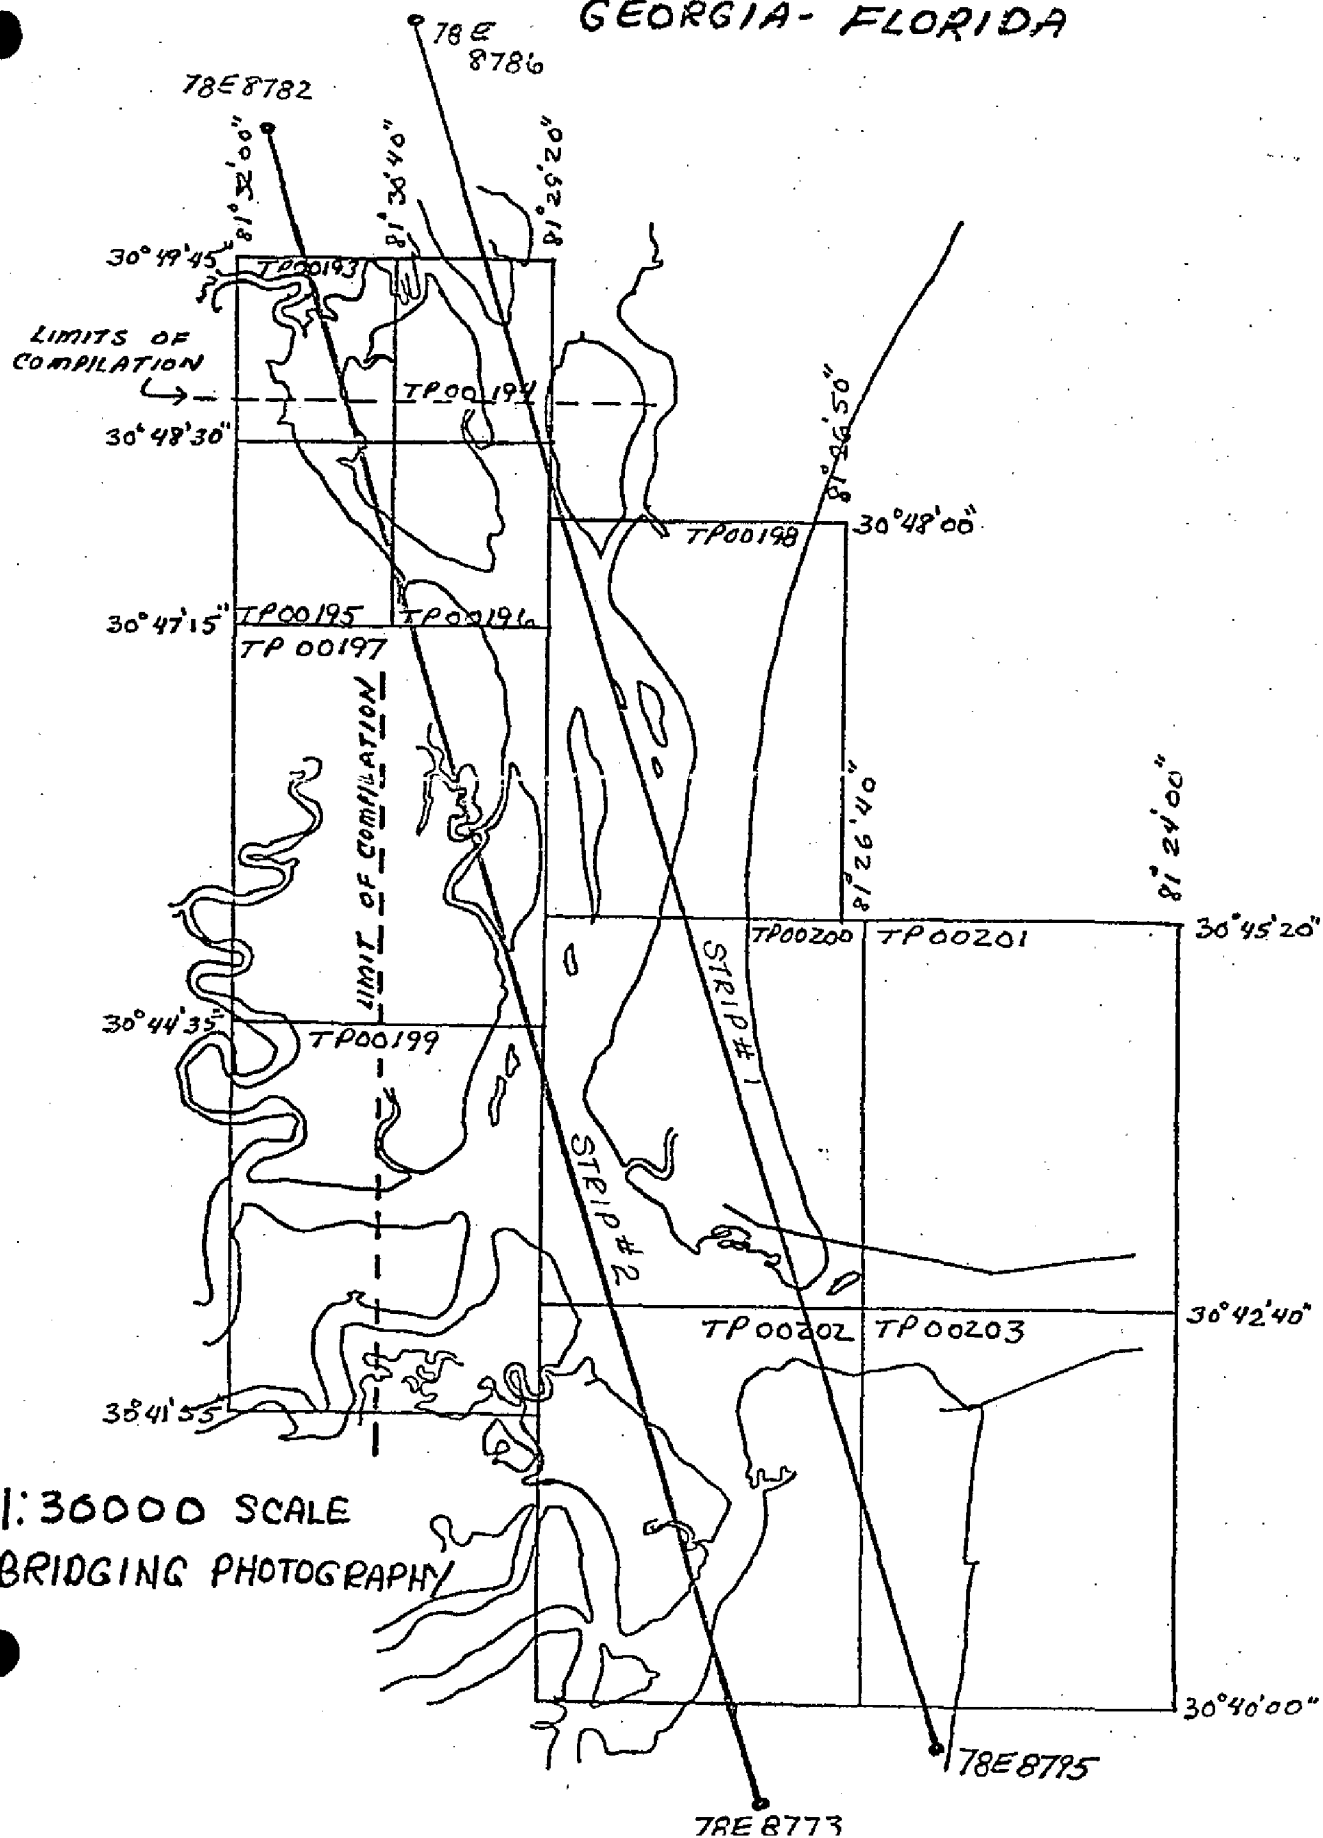 GEORGIA- FLORIDA
78E
8786
78E8782
81°32'00"
81°30'40"
81°29'20"
30°49'45"
TP00193
LIMITS OF
COMPILATION
TP00194
30°48'30"
81°26'50"
TP00198
30°48'00"
30°47'15"
TP00195
TP00196
TP 00197
LIMIT OF COMPILATION
81°26'40"
81°24'00"
TP00200
TP00201
30°45'20"
STRIP #1
30°44'35"
TP00199
STRIP #2
TP 00202
TP 00203
30°42'40"
30°41'55"
1:30000 SCALE
BRIDGING PHOTOGRAPHY
30°40'00"
78E8795
78E8773